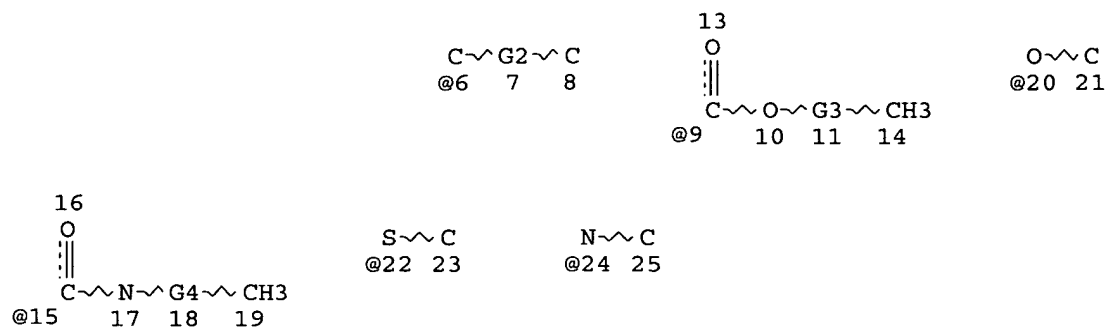 13
O
C G2 C
@6 7 8
O C
@20 21
C O G3 CH3
@9 10 11 14
16
O
S C
@22 23
N C
@24 25
C N G4 CH3
@15 17 18 19